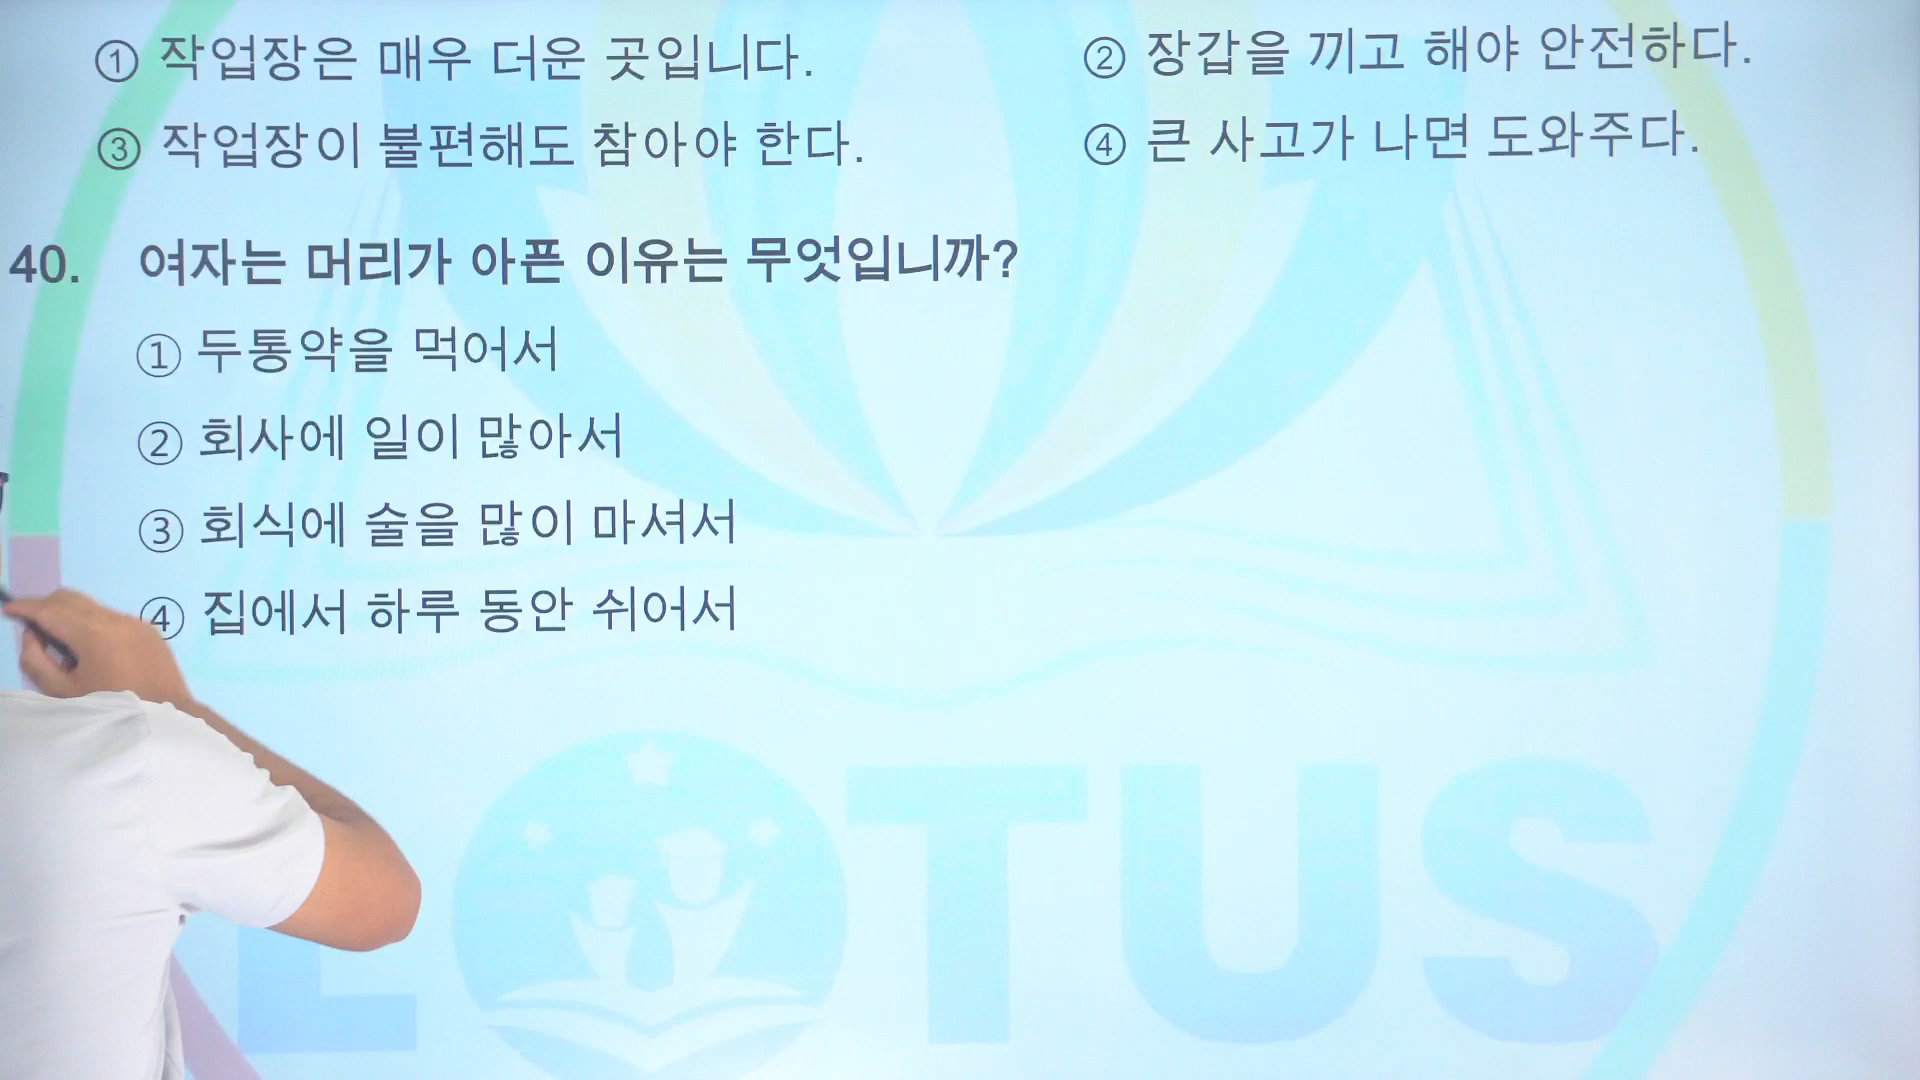 ① 작업장은 매우 더운 곳입니다. ② 장갑을 끼고 해야 안전하다.
③ 작업장이 불편해도 참아야 한다. ④ 큰 사고가 나면 도와주다.
40. 여자는 머리가 아픈 이유는 무엇입니까?
① 두통약을 먹어서
② 회사에 일이 많아서
③ 회식에 술을 많이 마셔서
④ 집에서 하루 동안 쉬어서
LOTUS